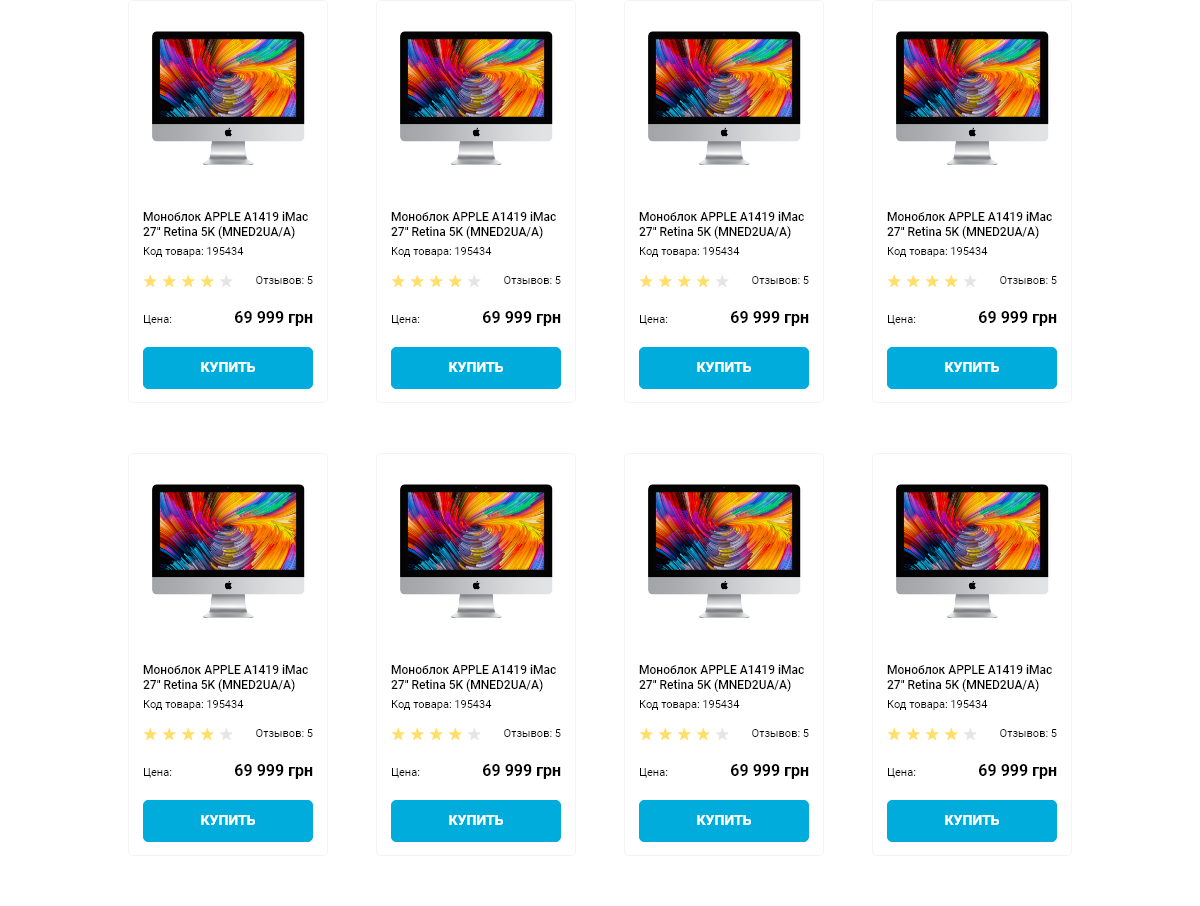 Моноблок APPLE A1419 iMac
27" Retina 5K (MNED2UA/A)
Код товара: 195434
Отзывов: 5
Цена: 69 999 грн
КУПИТЬ
Моноблок APPLE A1419 iMac
27" Retina 5K (MNED2UA/A)
Код товара: 195434
Отзывов: 5
Цена: 69 999 грн
КУПИТЬ
Моноблок APPLE A1419 iMac
27" Retina 5K (MNED2UA/A)
Код товара: 195434
Отзывов: 5
Цена: 69 999 грн
КУПИТЬ
Моноблок APPLE A1419 iMac
27" Retina 5K (MNED2UA/A)
Код товара: 195434
Отзывов: 5
Цена: 69 999 грн
КУПИТЬ
Моноблок APPLE A1419 iMac
27" Retina 5K (MNED2UA/A)
Код товара: 195434
Отзывов: 5
Цена: 69 999 грн
КУПИТЬ
Моноблок APPLE A1419 iMac
27" Retina 5K (MNED2UA/A)
Код товара: 195434
Отзывов: 5
Цена: 69 999 грн
КУПИТЬ
Моноблок APPLE A1419 iMac
27" Retina 5K (MNED2UA/A)
Код товара: 195434
Отзывов: 5
Цена: 69 999 грн
КУПИТЬ
Моноблок APPLE A1419 iMac
27" Retina 5K (MNED2UA/A)
Код товара: 195434
Отзывов: 5
Цена: 69 999 грн
КУПИТЬ